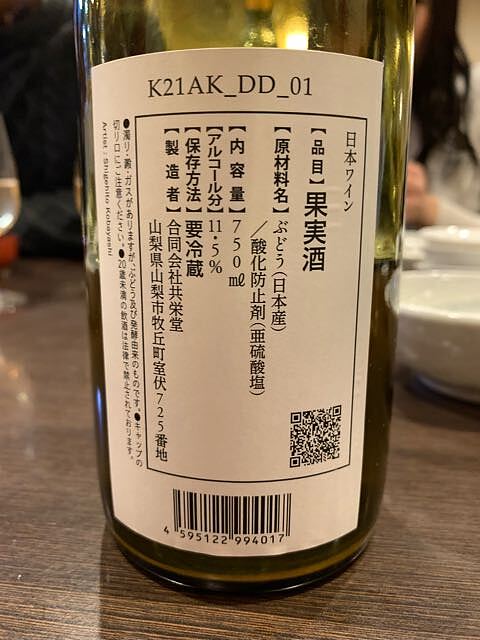 K21AK_DD_01
日本ワイン
【品目】果実酒
【原材料名】ぶどう(日本産)
／酸化防止剤(亜硫酸塩)
【内容量】750㎖
【アルコール分】11・5%
【保存方法】要冷蔵
【製造者】合同会社共栄堂
山梨県山梨市牧丘町室伏725番地
●濁り・澱・ガスがありますが、ぶどう及び発酵由来のものです。●キャップの
切り口にご注意ください。●20歳未満の飲酒は法律で禁止されております。
Artist : Shigehito Kobayashi
4 595122 994017